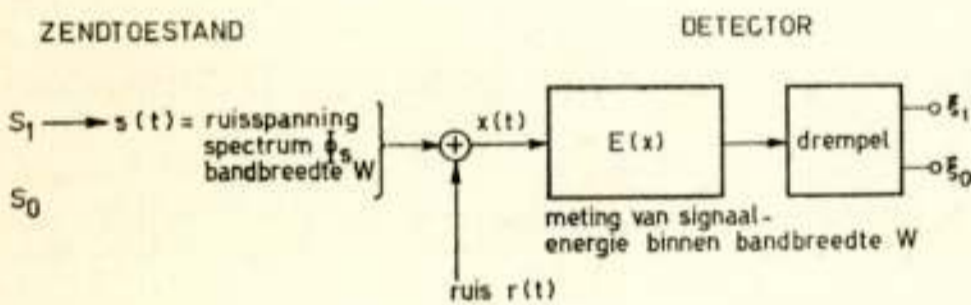 ZENDTOESTAND
DETECTOR
S₁ s(t) = ruisspanning
spectrum Φₛ
bandbreedte W
S₀
+
x(t)
E(x)
meting van signaal-
energie binnen bandbreedte W
drempel
ξ₁
ξ₀
ruis r(t)